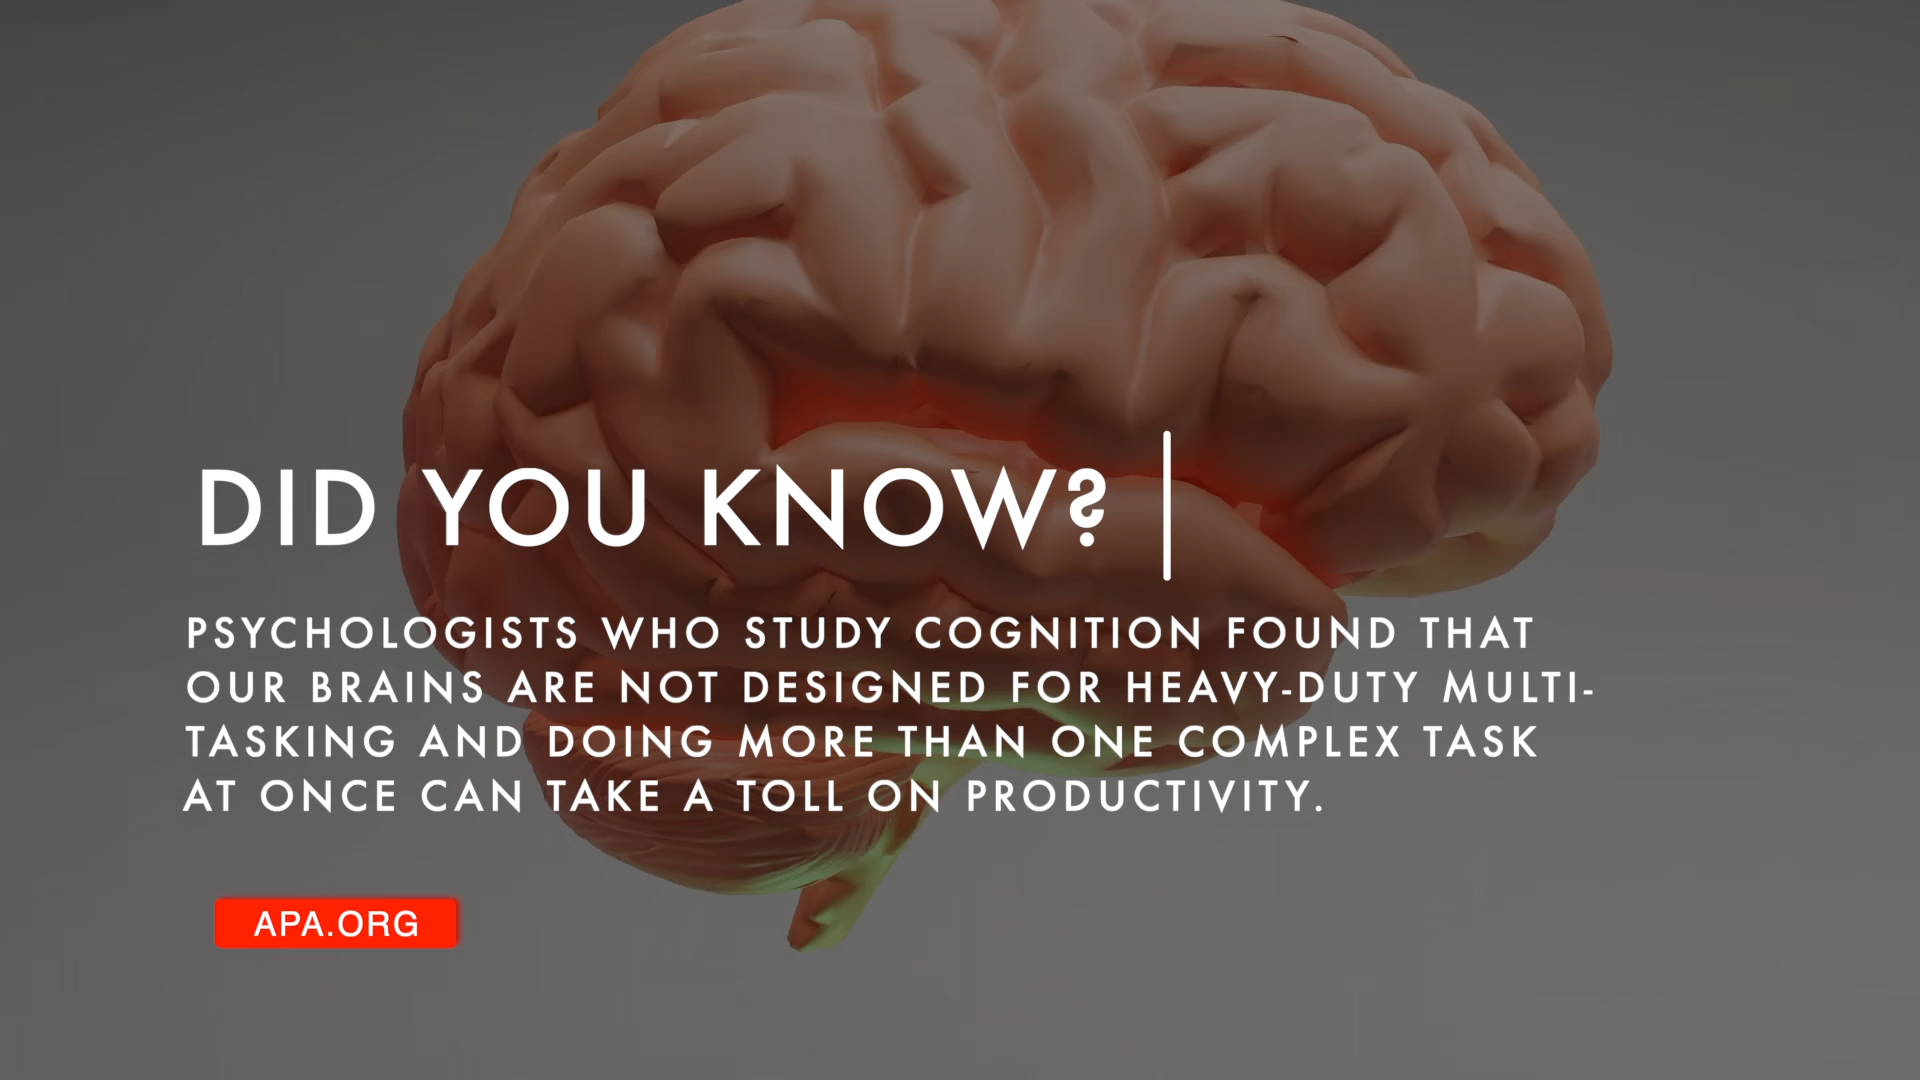 DID YOU KNOW?
PSYCHOLOGISTS WHO STUDY COGNITION FOUND THAT
OUR BRAINS ARE NOT DESIGNED FOR HEAVY-DUTY MULTI-
TASKING AND DOING MORE THAN ONE COMPLEX TASK
AT ONCE CAN TAKE A TOLL ON PRODUCTIVITY.
APA.ORG